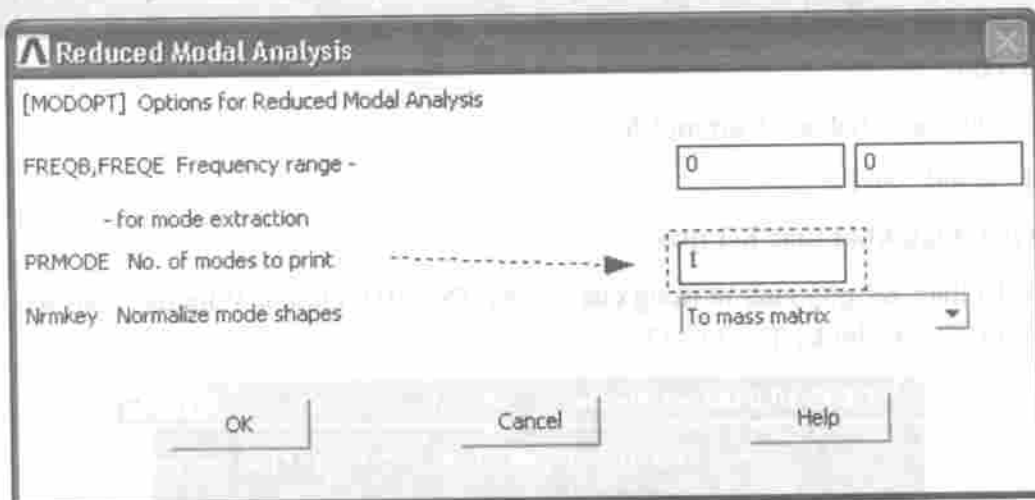 Reduced Modal Analysis
[MODOPT] Options for Reduced Modal Analysis
FREQB,FREQE Frequency range - 0 0
- for mode extraction
PRMODE No. of modes to print 1
Nrmkey Normalize mode shapes To mass matrix
OK Cancel Help